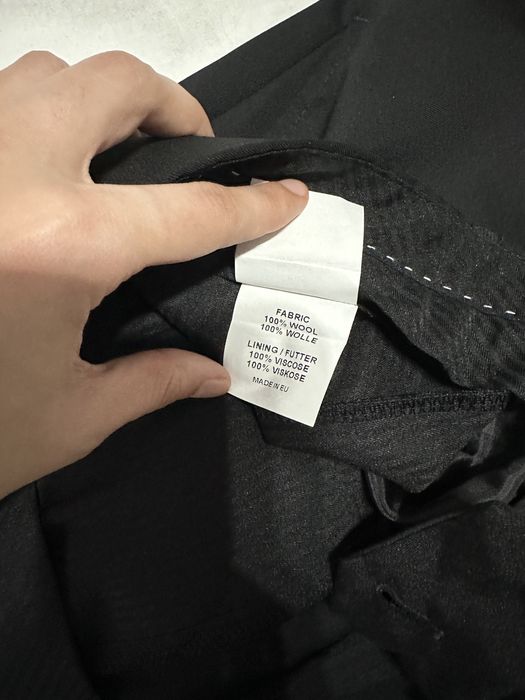 FABRIC
100% WOOL
100% WOLLE
LINING / FUTTER
100% VISCOSE
100% VISKOSE
MADE IN EU